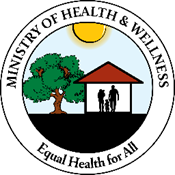 MINISTRY OF HEALTH & WELLNESS
Equal Health for All